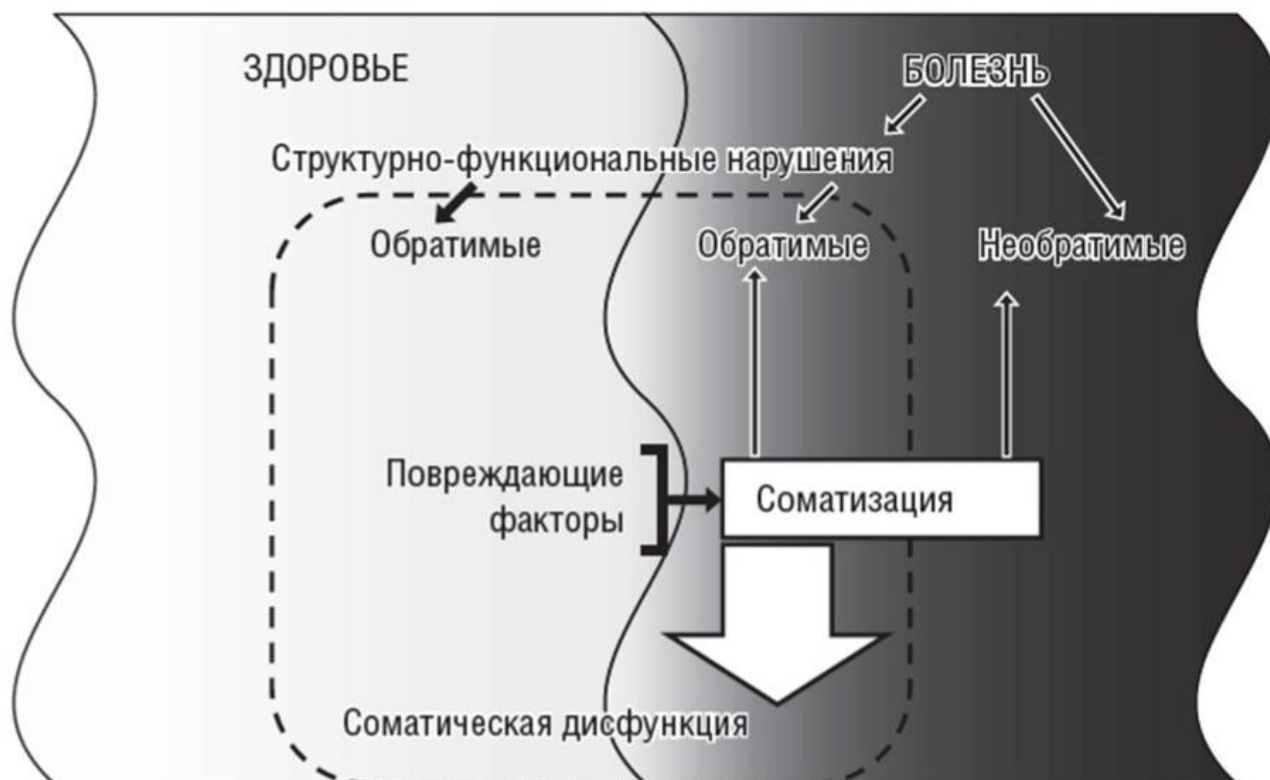 ЗДОРОВЬЕ
БОЛЕЗНЬ
Структурно-функциональные нарушения
Обратимые
Обратимые
Необратимые
Повреждающие
факторы
Соматизация
Соматическая дисфункция